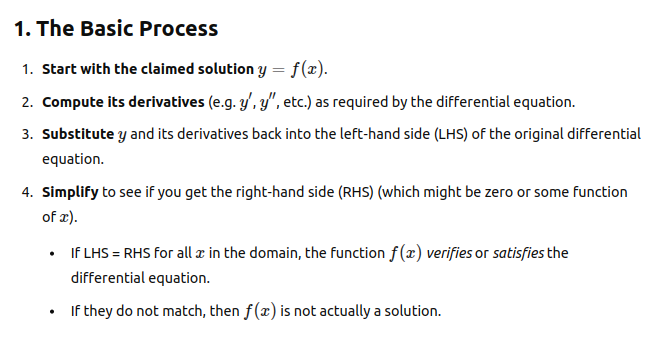 1. The Basic Process
1. Start with the claimed solution y = f(x).
2. Compute its derivatives (e.g. y′, y″, etc.) as required by the differential equation.
3. Substitute y and its derivatives back into the left-hand side (LHS) of the original differential
equation.
4. Simplify to see if you get the right-hand side (RHS) (which might be zero or some function
of x).
• If LHS = RHS for all x in the domain, the function f(x) verifies or satisfies the
differential equation.
• If they do not match, then f(x) is not actually a solution.